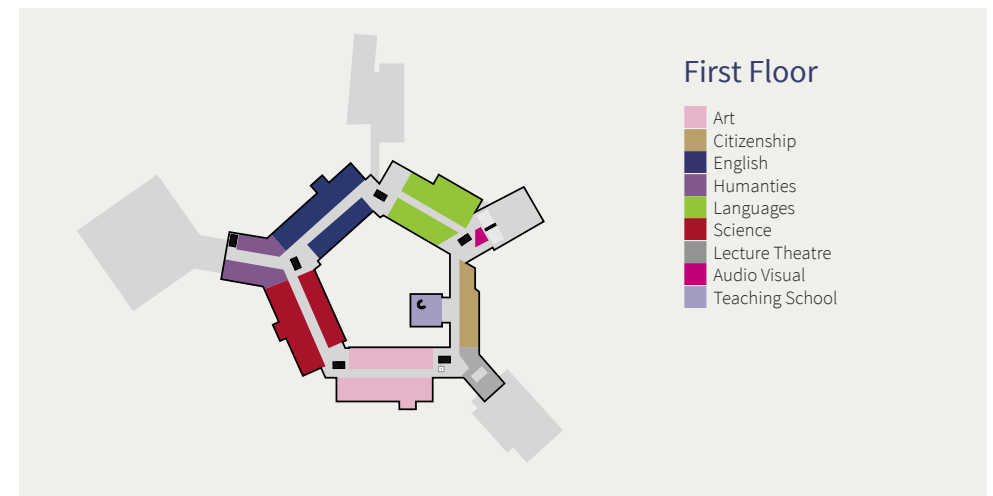 First Floor
Art
Citizenship
English
Humanties
Languages
Science
Lecture Theatre
Audio Visual
Teaching School